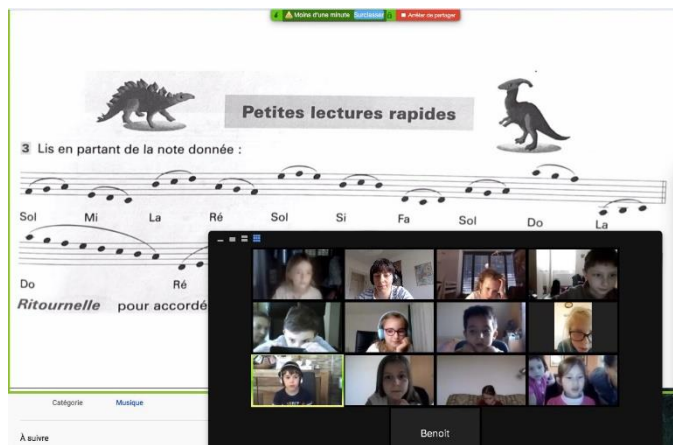 Moins d'une minute Surclasser Arrêter de partager
Petites lectures rapides
3 Lis en partant de la note donnée :
Sol Mi La Ré Sol Si Fa Sol Do La
Do Ré
Ritournelle pour accordé
Benoit
Catégorie Musique
À suivre